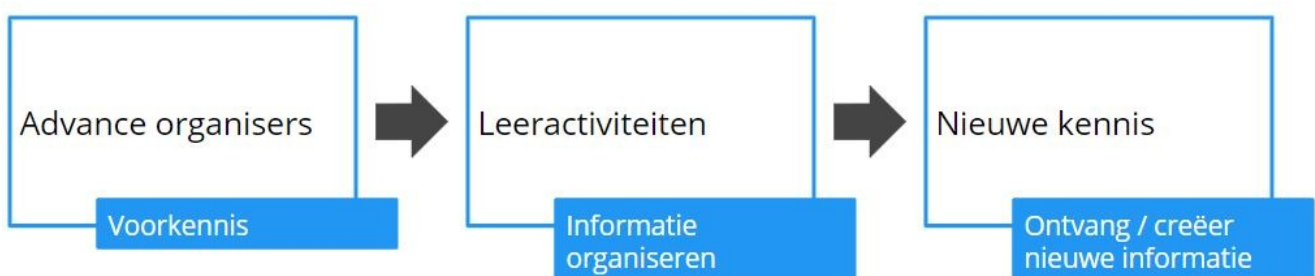 Advance organisers
Voorkennis
Leeractiviteiten
Informatie
organiseren
Nieuwe kennis
Ontvang / creëer
nieuwe informatie